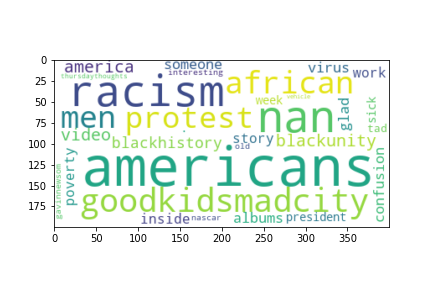 0
25
50
75
100
125
150
175
0 50 100 150 200 250 300 350
america someone virus
thursdaythoughts interesting work
racism african
week vehicle
men protest nan glad sick
video tad
blackhistory story blackunity
old
poverty americans confusion
gavinnewsom goodkidsmadcity
inside nascar albums president